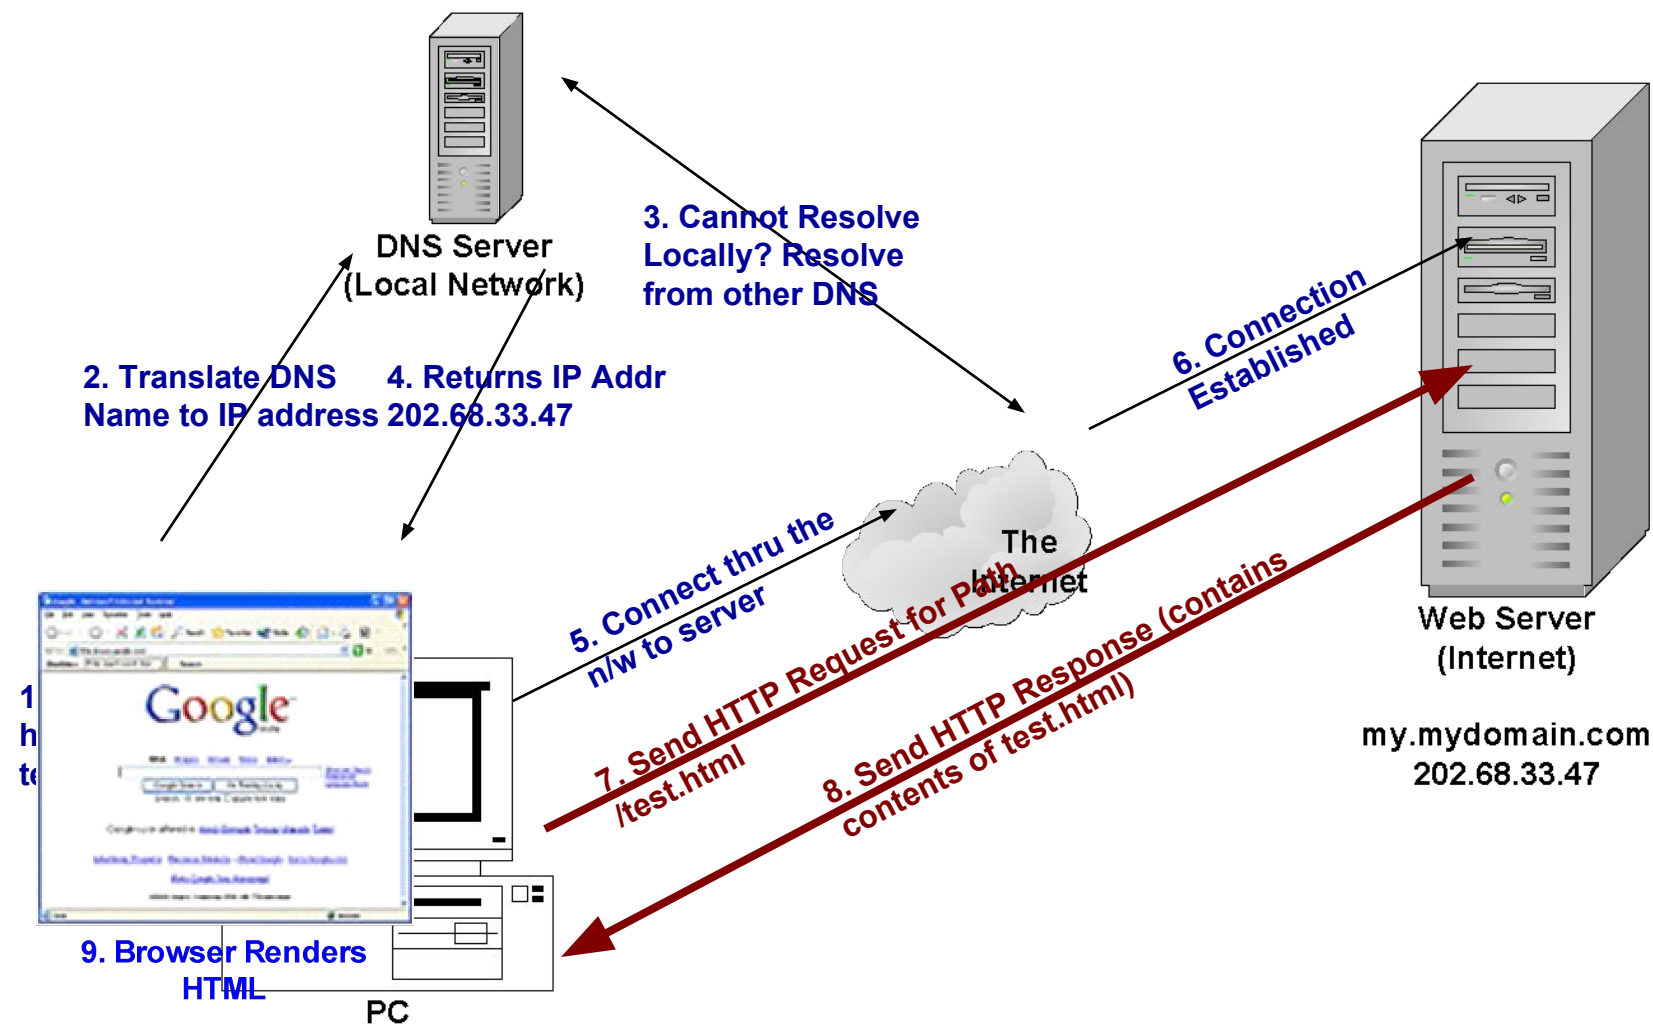 DNS Server
(Local Network)
3. Cannot Resolve
Locally? Resolve
from other DNS
2. Translate DNS
Name to IP address
4. Returns IP Addr
202.68.33.47
6. Connection
Established
5. Connect thru the
n/w to server
The
Internet
7. Send HTTP Request for Path
/test.html
8. Send HTTP Response (contains
contents of test.html)
Web Server
(Internet)
my.mydomain.com
202.68.33.47
1
h
te
Google
9. Browser Renders
HTML
PC